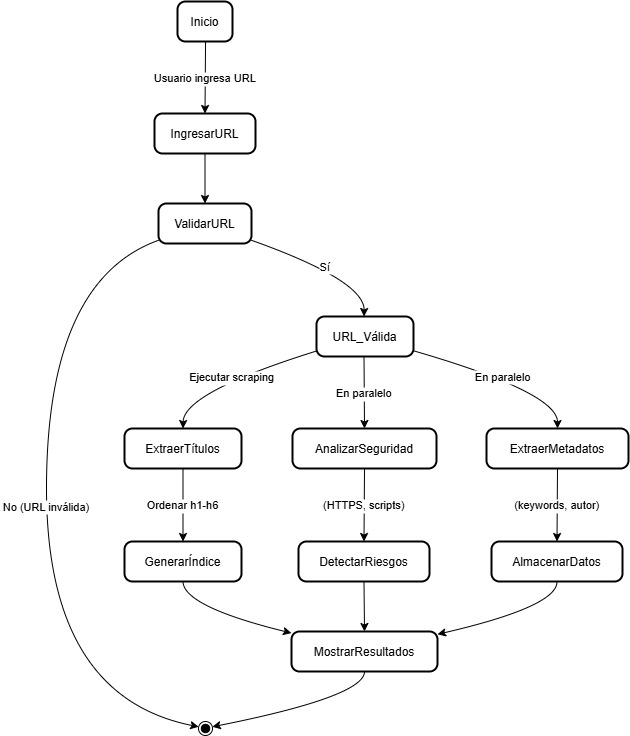 Inicio
Usuario ingresa URL
IngresarURL
ValidarURL
Sí
URL_Válida
Ejecutar scraping
En paralelo
En paralelo
ExtraerTítulos
AnalizarSeguridad
ExtraerMetadatos
No (URL inválida)
Ordenar h1-h6
(HTTPS, scripts)
(keywords, autor)
GenerarÍndice
DetectarRiesgos
AlmacenarDatos
MostrarResultados